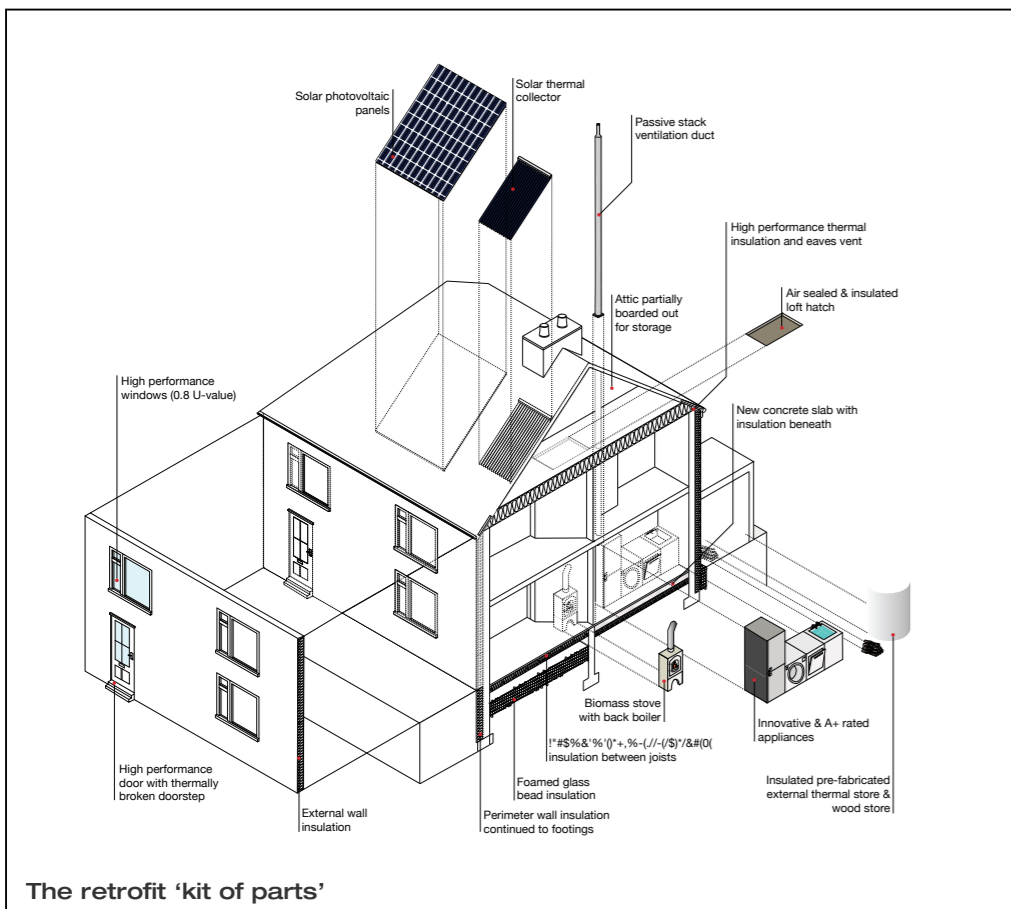 Solar photovoltaic
panels
Solar thermal
collector
Passive stack
ventilation duct
High performance thermal
insulation and eaves vent
Air sealed & insulated
loft hatch
Attic partially
boarded out
for storage
High performance
windows (0.8 U-value)
New concrete slab with
insulation beneath
Biomass stove
with back boiler
Innovative & A+ rated
appliances
!"#$%&'%'()*+,%-(.//-(/$)*/&#(0(
insulation between joists
High performance
door with thermally
broken doorstep
Foamed glass
bead insulation
Insulated pre-fabricated
external thermal store &
wood store
External wall
insulation
Perimeter wall insulation
continued to footings
The retrofit ‘kit of parts’